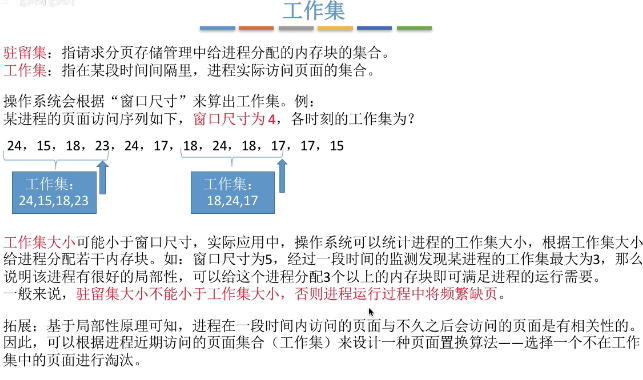 工作集
驻留集：指请求分页存储管理中给进程分配的内存块的集合。
工作集：指在某段时间间隔里，进程实际访问页面的集合。
操作系统会根据“窗口尺寸”来算出工作集。例：
某进程的页面访问序列如下，窗口尺寸为 4，各时刻的工作集为？
24，15，18，23，24，17，18，24，18，17，17，15
工作集：
24,15,18,23
工作集：
18,24,17
工作集大小可能小于窗口尺寸，实际应用中，操作系统可以统计进程的工作集大小，根据工作集大小
给进程分配若干内存块。如：窗口尺寸为5，经过一段时间的监测发现某进程的工作集最大为3，那么
说明该进程有很好的局部性，可以给这个进程分配3个以上的内存块即可满足进程的运行需要。
一般来说，驻留集大小不能小于工作集大小，否则进程运行过程中将频繁缺页。
拓展：基于局部性原理可知，进程在一段时间内访问的页面与不久之后会访问的页面是有相关性的。
因此，可以根据进程近期访问的页面集合（工作集）来设计一种页面置换算法——选择一个不在工作
集中的页面进行淘汰。